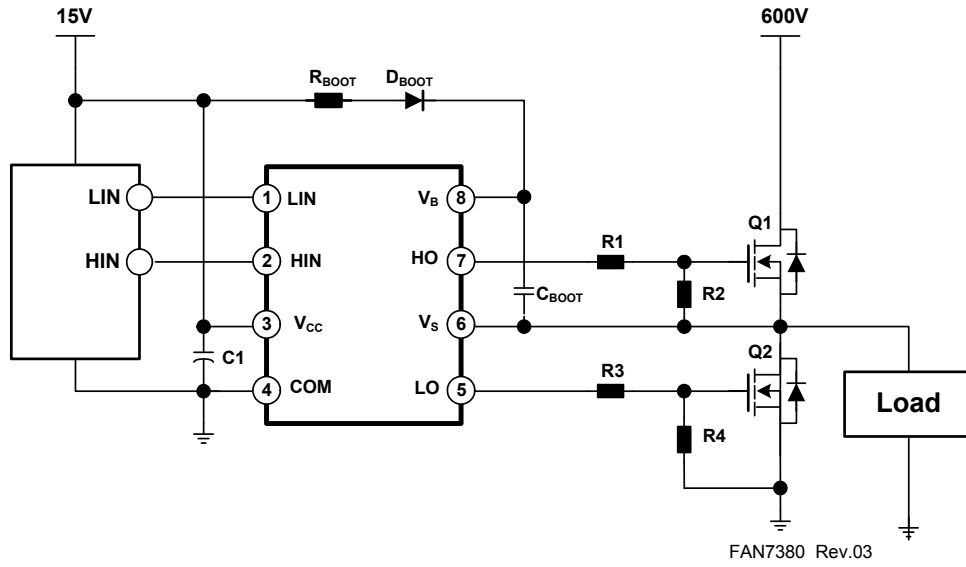 15V
600V
RBOOT
DBOOT
LIN
1
LIN
VB
8
Q1
HIN
2
HIN
HO
7
R1
R2
CBOOT
3
VCC
VS
6
C1
Q2
4
COM
LO
5
R3
R4
Load
FAN7380 Rev.03